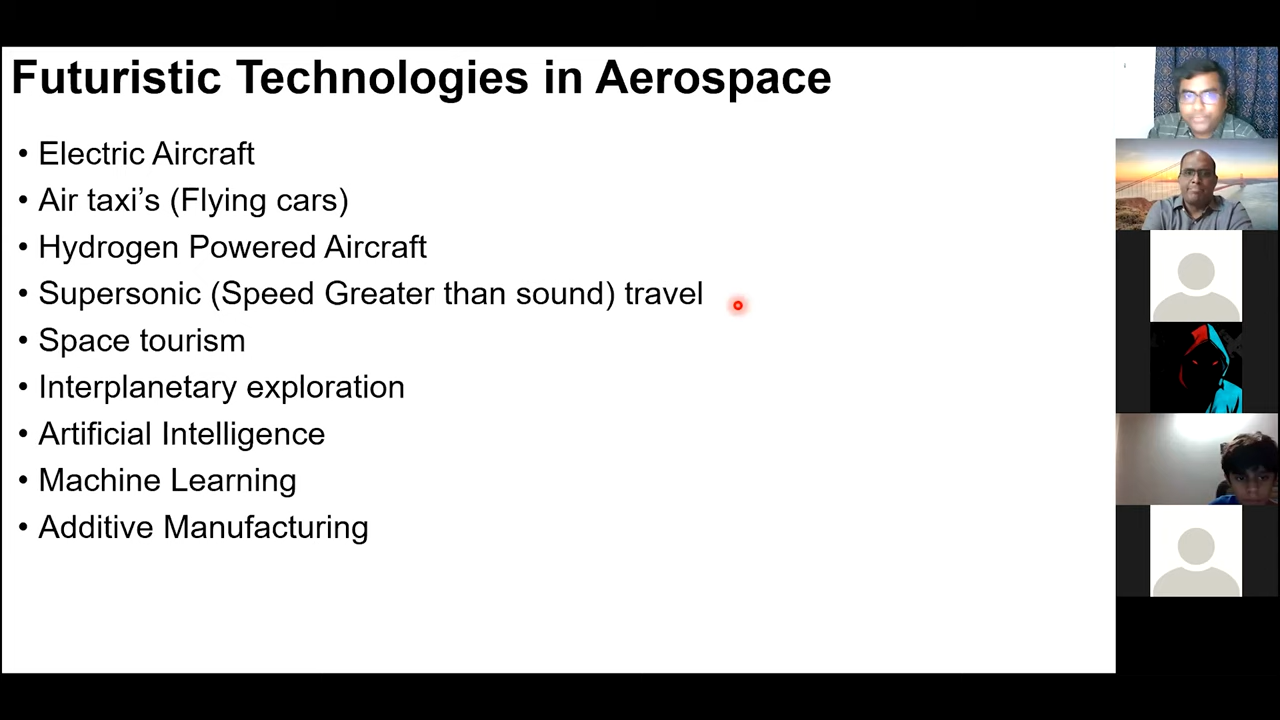 Futuristic Technologies in Aerospace
• Electric Aircraft
• Air taxi’s (Flying cars)
• Hydrogen Powered Aircraft
• Supersonic (Speed Greater than sound) travel
• Space tourism
• Interplanetary exploration
• Artificial Intelligence
• Machine Learning
• Additive Manufacturing